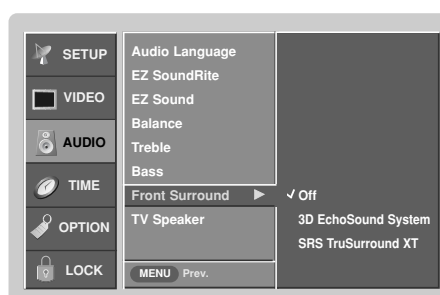 SETUP
VIDEO
AUDIO
TIME
OPTION
LOCK
Audio Language
EZ SoundRite
EZ Sound
Balance
Treble
Bass
Front Surround
TV Speaker
MENU Prev.
Off
3D EchoSound System
SRS TruSurround XT